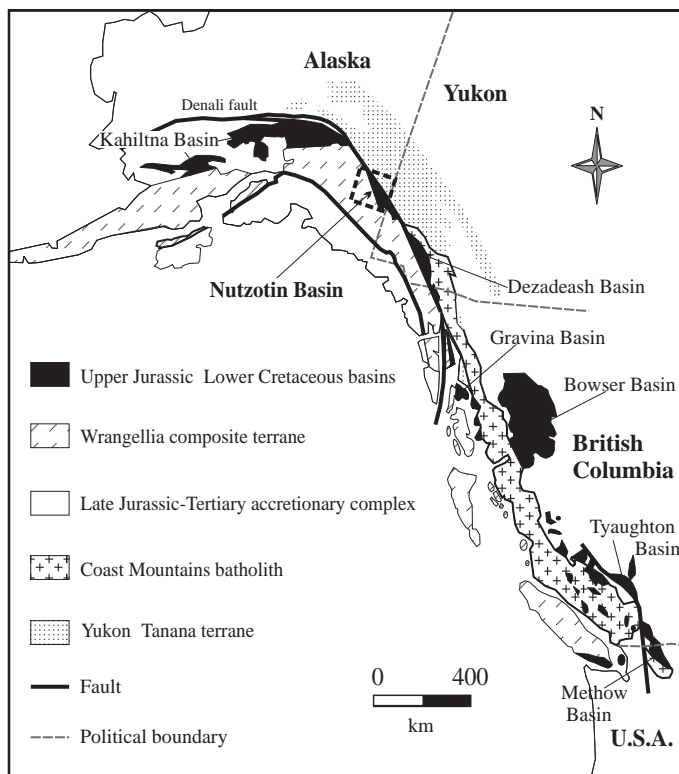 Alaska
Denali fault
Yukon
Kahiltna Basin
N
Nutzotin Basin
Dezadeash Basin
Gravina Basin
Bowser Basin
British
Columbia
Tyaughton
Basin
Methow
Basin
U.S.A.
Upper Jurassic Lower Cretaceous basins
Wrangellia composite terrane
Late Jurassic-Tertiary accretionary complex
Coast Mountains batholith
Yukon Tanana terrane
Fault
Political boundary
0 400
km